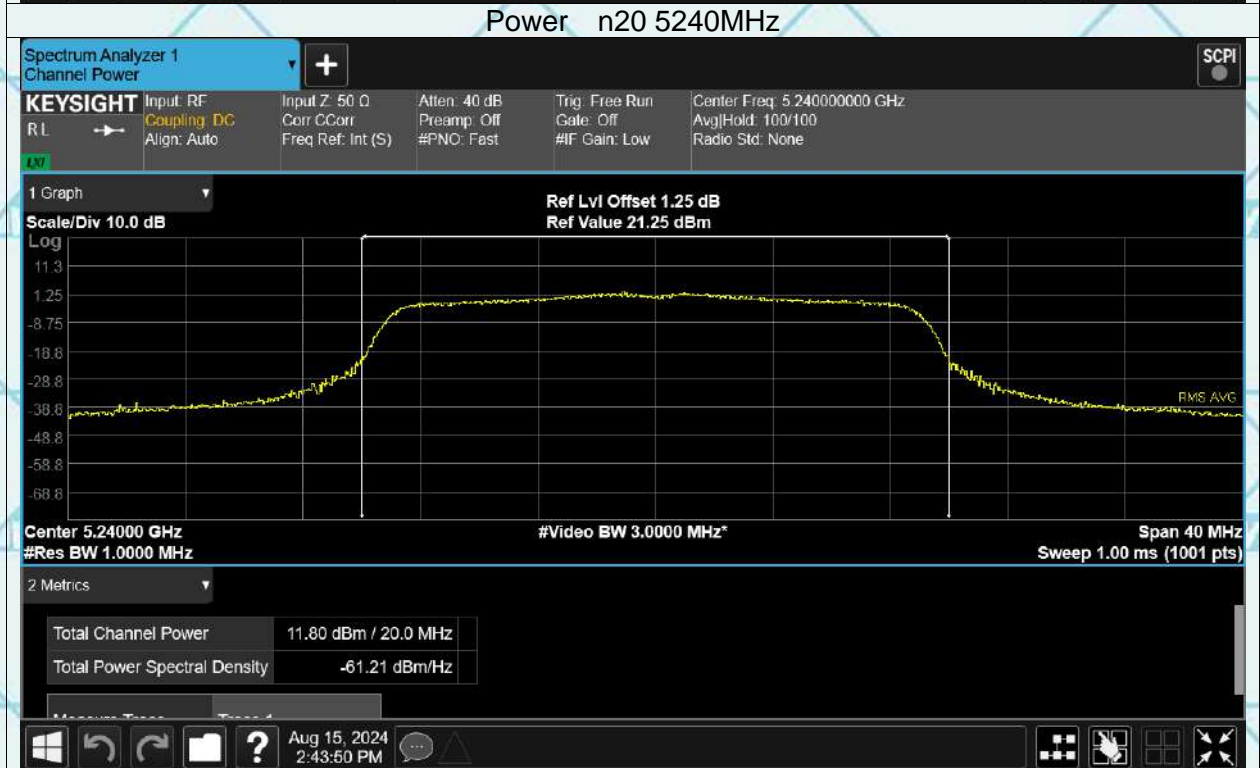 Power n20 5240MHz
Spectrum Analyzer 1
Channel Power
+
SCPI
KEYSIGHT
RL
LXI
Input: RF
Coupling: DC
Align: Auto
Input Z: 50 Ω
Corr CCorr
Freq Ref: Int (S)
Atten: 40 dB
Preamp: Off
#PNO: Fast
Trig: Free Run
Gate: Off
#IF Gain: Low
Center Freq: 5.240000000 GHz
Avg|Hold: 100/100
Radio Std: None
1 Graph
Scale/Div 10.0 dB
Ref Lvl Offset 1.25 dB
Ref Value 21.25 dBm
Log
11.3
1.25
-8.75
-18.8
-28.8
-38.8
-48.8
-58.8
-68.8
RMS AVG
Center 5.24000 GHz
#Res BW 1.0000 MHz
#Video BW 3.0000 MHz*
Span 40 MHz
Sweep 1.00 ms (1001 pts)
2 Metrics
Total Channel Power 11.80 dBm / 20.0 MHz
Total Power Spectral Density -61.21 dBm/Hz
?
Aug 15, 2024
2:43:50 PM